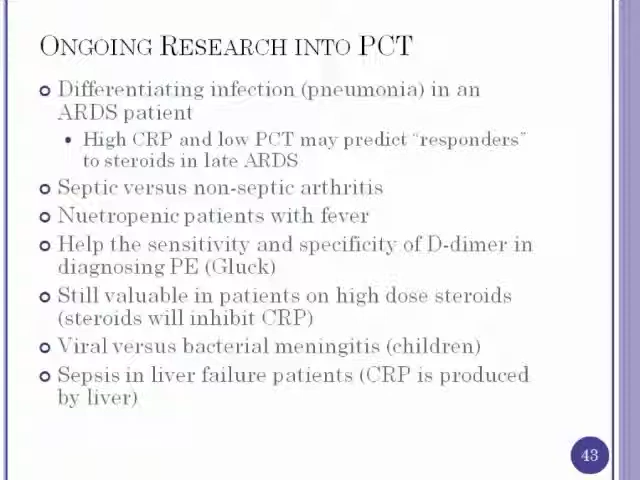 ONGOING RESEARCH INTO PCT
Differentiating infection (pneumonia) in an
ARDS patient
High CRP and low PCT may predict "responders"
to steroids in late ARDS
Septic versus non-septic arthritis
Nuetropenic patients with fever
Help the sensitivity and specificity of D-dimer in
diagnosing PE (Gluck)
Still valuable in patients on high dose steroids
(steroids will inhibit CRP)
Viral versus bacterial meningitis (children)
Sepsis in liver failure patients (CRP is produced
by liver)
43